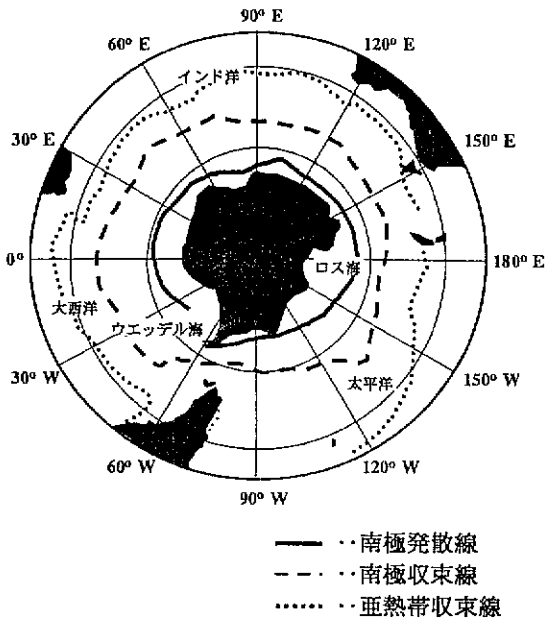 90° E
60° E
120° E
インド洋
30° E
150° E
0°
ロス海
180° E
大西洋
ウエッデル海
30° W
太平洋
150° W
60° W
120° W
90° W
‥南極発散線
‥南極収束線
‥亜熱帯収束線